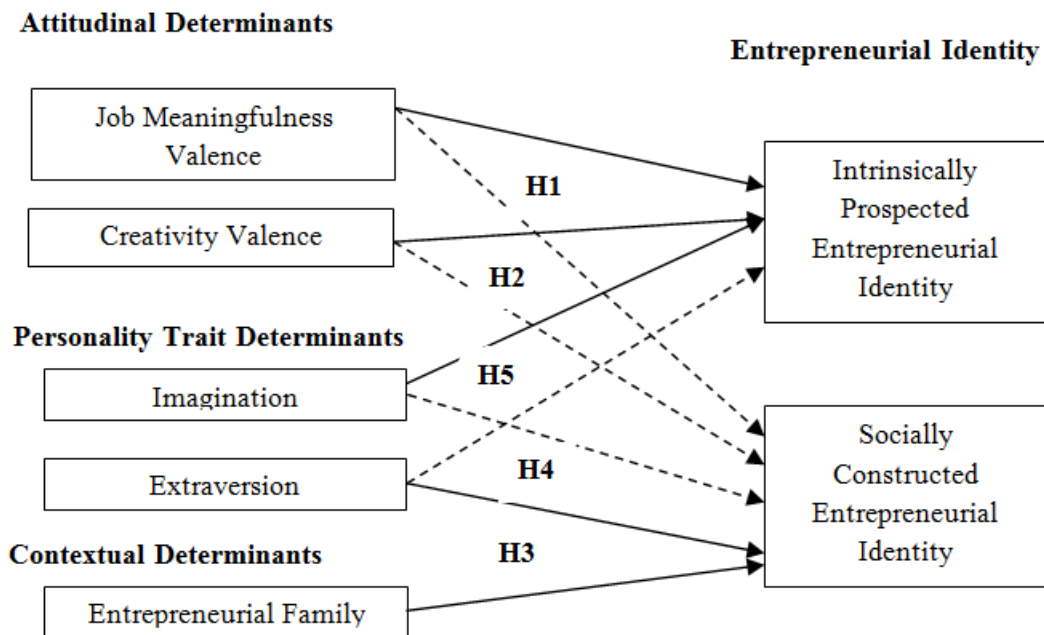 Attitudinal Determinants
Entrepreneurial Identity
Job Meaningfulness
Valence
Creativity Valence
Personality Trait Determinants
Imagination
Extraversion
Contextual Determinants
Entrepreneurial Family
H1
H2
H5
H4
H3
Intrinsically
Prospected
Entrepreneurial
Identity
Socially
Constructed
Entrepreneurial
Identity